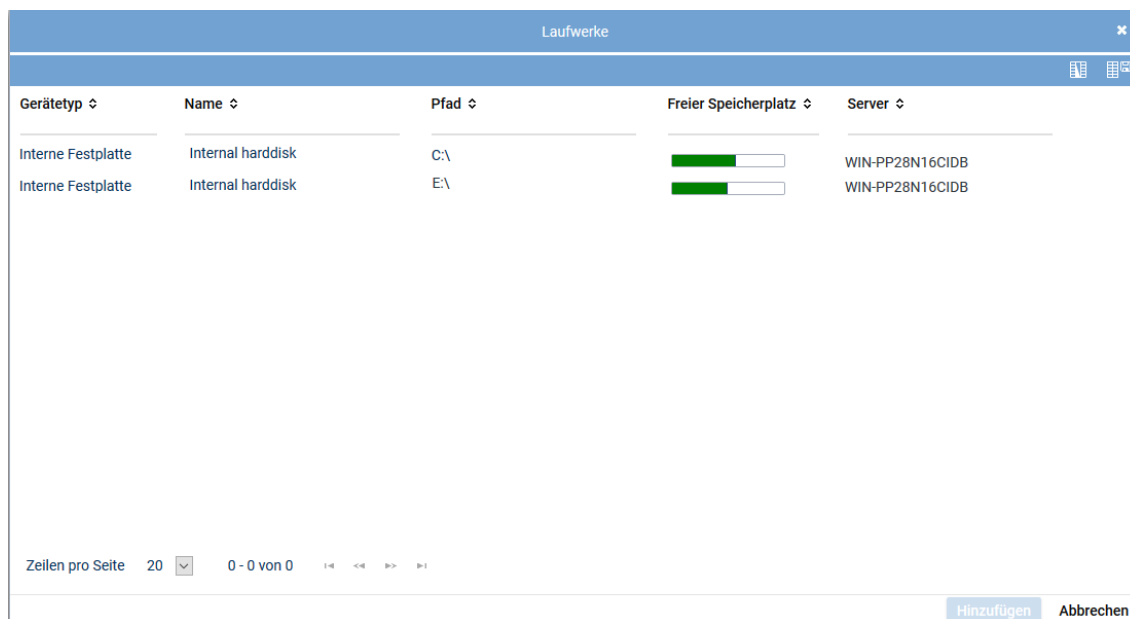 Laufwerke
Gerätetyp Name Pfad Freier Speicherplatz Server
Interne Festplatte Internal harddisk C:\ WIN-PP28N16CIDB
Interne Festplatte Internal harddisk E:\ WIN-PP28N16CIDB
Zeilen pro Seite 20 0 - 0 von 0
Hinzufügen Abbrechen